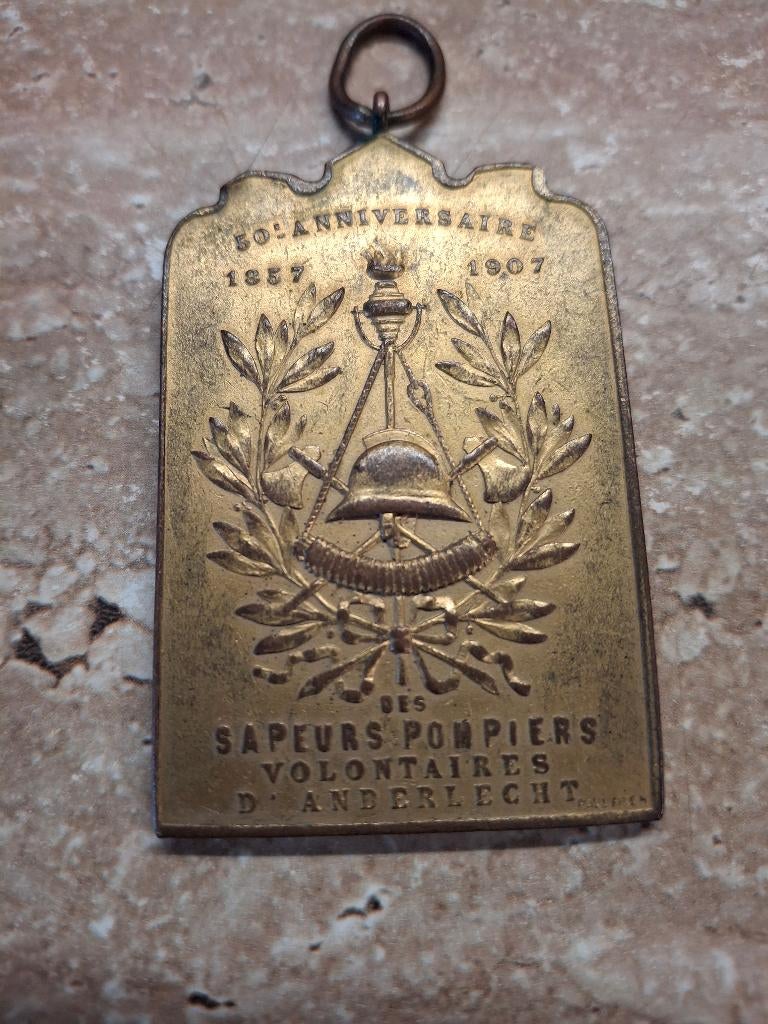 50E ANNIVERSAIRE
1857 1907
DES
SAPEURS POMPIERS
VOLONTAIRES
D' ANDERLECHT